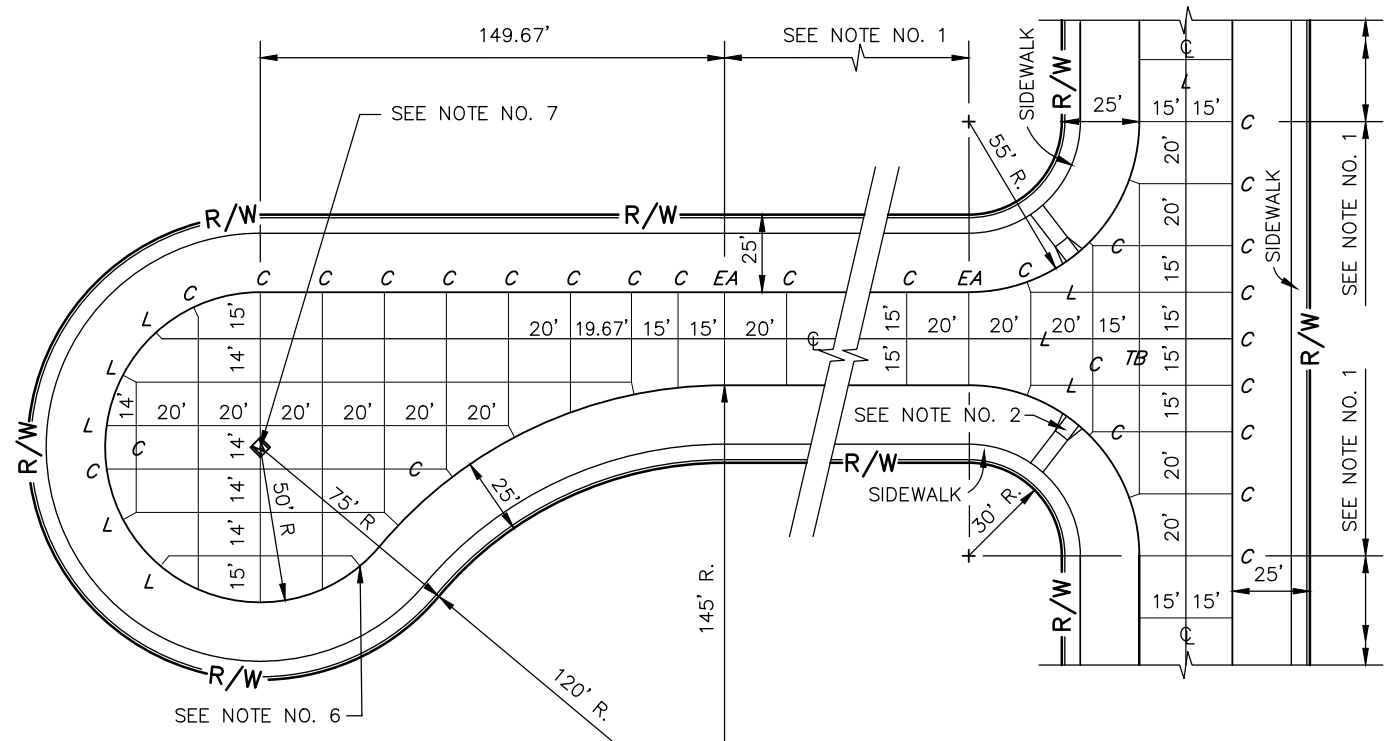 149.67'
SEE NOTE NO. 1
SEE NOTE NO. 7
SIDEWALK
R/W
R/W
℄
L
25'
15' 15'
C
55' R.
20'
C
20'
C
C
15'
C
SIDEWALK
SEE NOTE NO. 1
R/W
R/W
25'
C C C C C C C C EA C C EA C
L
C
15'
20' 19.67' 15' 15' 20'
℄
15'
20' 20' 20' 15'
L
15'
C
L
14'
L
15'
C TB
15'
C
R/W
L
14'
20' 20' 20' 20' 20' 20'
14'
L
15'
C
SEE NOTE NO. 2
C
C
L
C
14'
C
R/W
C
14'
50' R
75' R
25'
R/W
SIDEWALK
30' R.
20'
C
SEE NOTE NO. 1
L
14'
20'
C
L
15'
145' R.
R/W
15' 15'
25'
℄
R/W
120' R.
SEE NOTE NO. 6